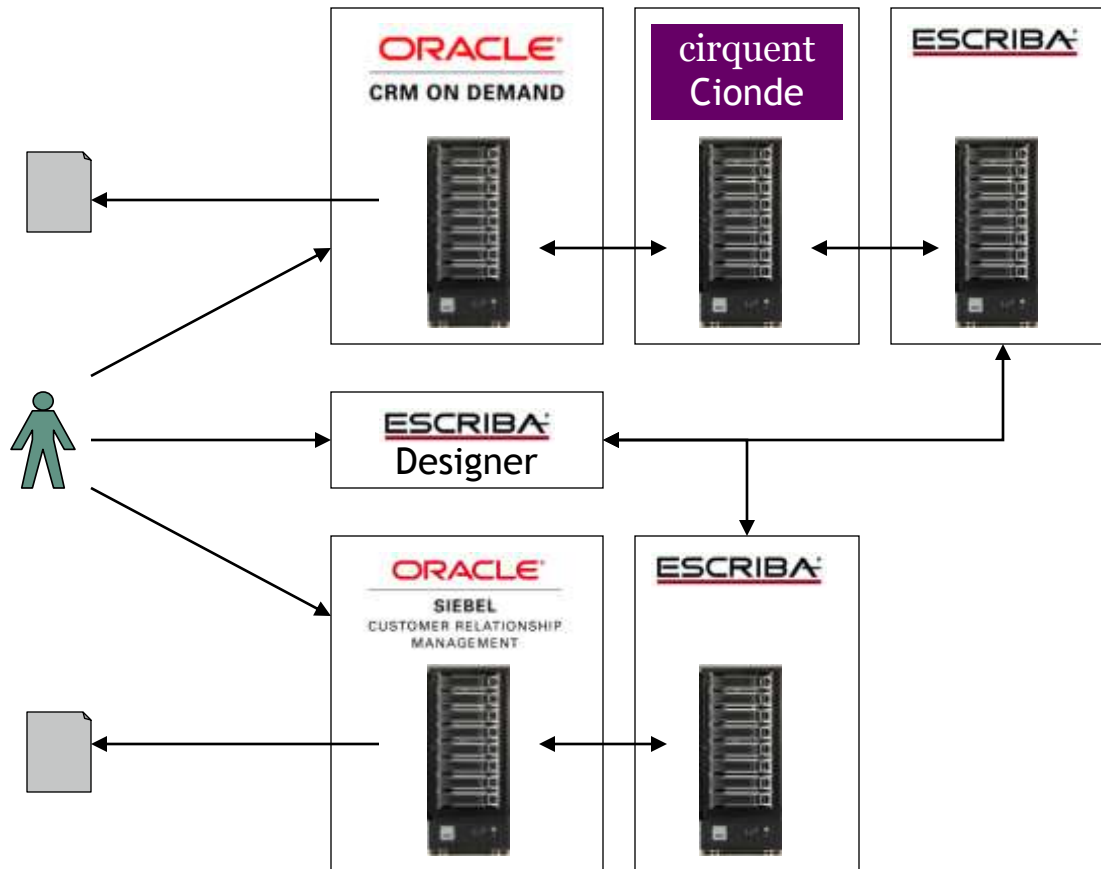 ORACLE
CRM ON DEMAND
cirquent
Cionde
ESCRIBA
ESCRIBA
Designer
ORACLE
SIEBEL
CUSTOMER RELATIONSHIP
MANAGEMENT
ESCRIBA